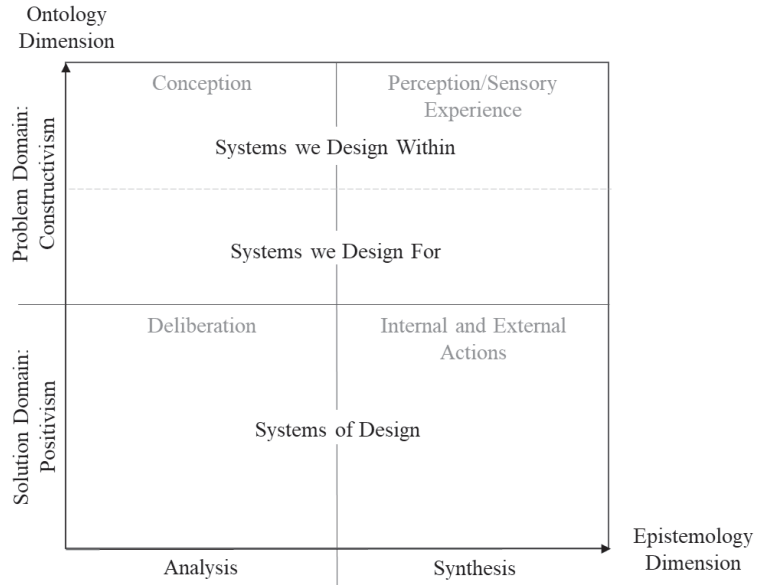 Ontology
Dimension
Conception
Perception/Sensory
Experience
Systems we Design Within
Problem Domain:
Constructivism
Systems we Design For
Deliberation
Internal and External
Actions
Systems of Design
Solution Domain:
Positivism
Epistemology
Dimension
Analysis
Synthesis